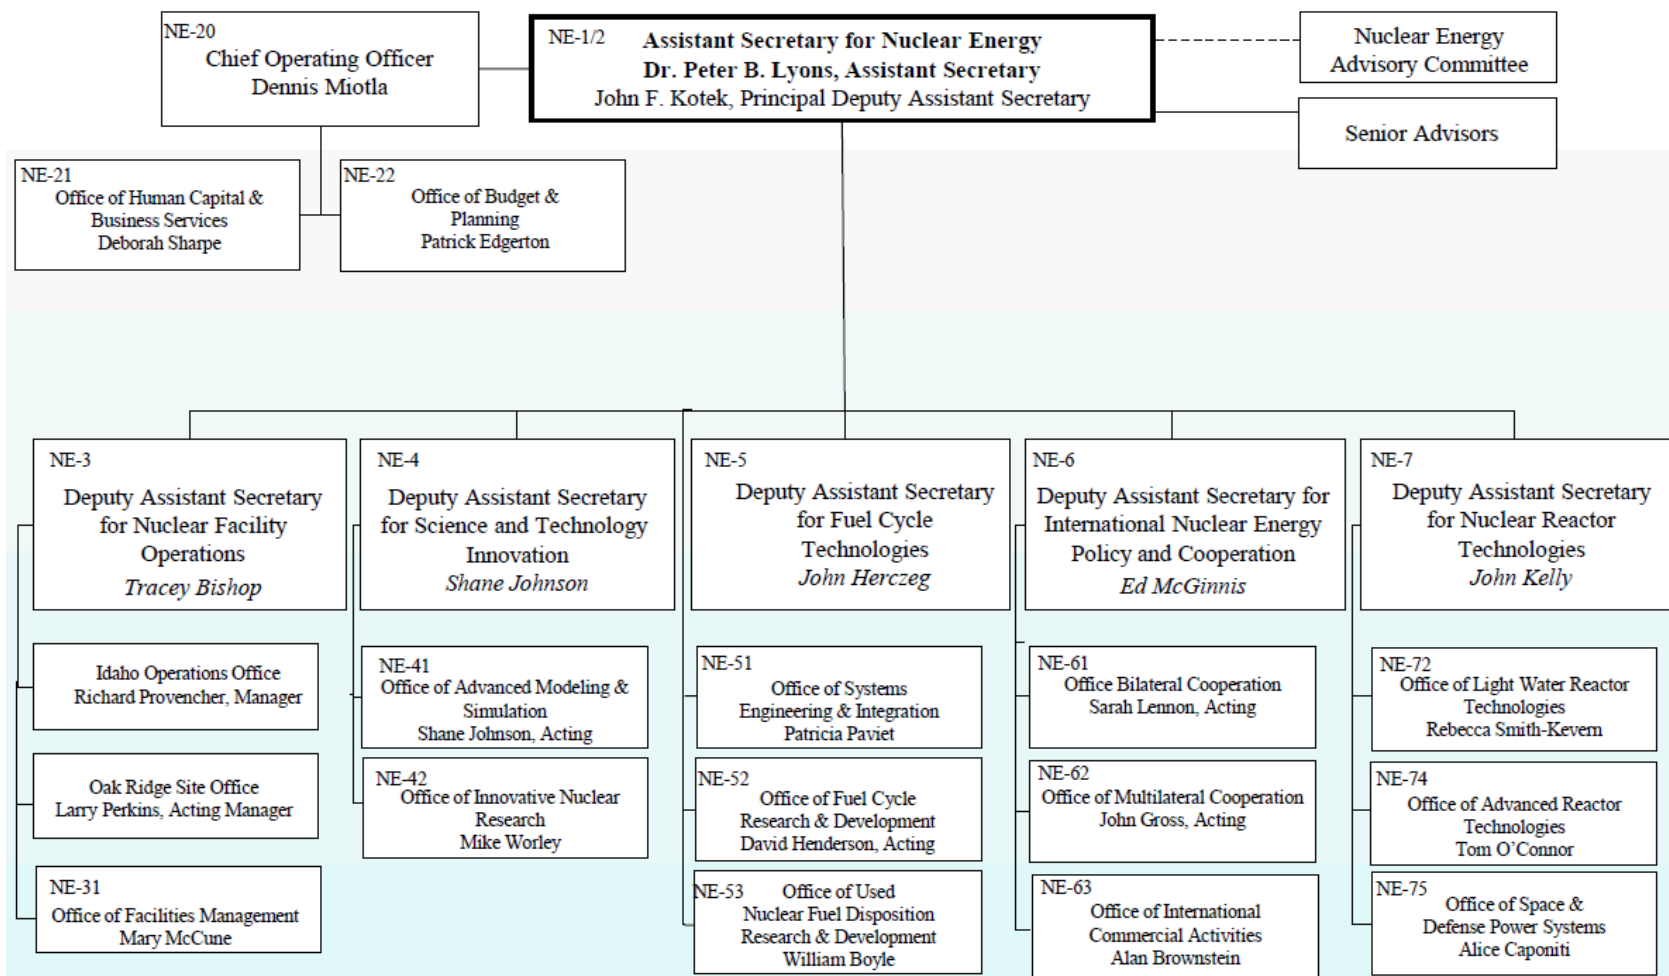 NE-20
Chief Operating Officer
Dennis Miotla
NE-1/2 Assistant Secretary for Nuclear Energy
Dr. Peter B. Lyons, Assistant Secretary
John F. Kotek, Principal Deputy Assistant Secretary
Nuclear Energy
Advisory Committee
Senior Advisors
NE-21
Office of Human Capital &
Business Services
Deborah Sharpe
NE-22
Office of Budget &
Planning
Patrick Edgerton
NE-3
Deputy Assistant Secretary
for Nuclear Facility
Operations
Tracey Bishop
NE-4
Deputy Assistant Secretary
for Science and Technology
Innovation
Shane Johnson
NE-5
Deputy Assistant Secretary
for Fuel Cycle
Technologies
John Herczeg
NE-6
Deputy Assistant Secretary for
International Nuclear Energy
Policy and Cooperation
Ed McGinnis
NE-7
Deputy Assistant Secretary
for Nuclear Reactor
Technologies
John Kelly
Idaho Operations Office
Richard Provencher, Manager
Oak Ridge Site Office
Larry Perkins, Acting Manager
NE-31
Office of Facilities Management
Mary McCune
NE-41
Office of Advanced Modeling &
Simulation
Shane Johnson, Acting
NE-42
Office of Innovative Nuclear
Research
Mike Worley
NE-51
Office of Systems
Engineering & Integration
Patricia Paviet
NE-52
Office of Fuel Cycle
Research & Development
David Henderson, Acting
NE-53 Office of Used
Nuclear Fuel Disposition
Research & Development
William Boyle
NE-61
Office Bilateral Cooperation
Sarah Lennon, Acting
NE-62
Office of Multilateral Cooperation
John Gross, Acting
NE-63
Office of International
Commercial Activities
Alan Brownstein
NE-72
Office of Light Water Reactor
Technologies
Rebecca Smith-Kevern
NE-74
Office of Advanced Reactor
Technologies
Tom O’Connor
NE-75
Office of Space &
Defense Power Systems
Alice Caponiti